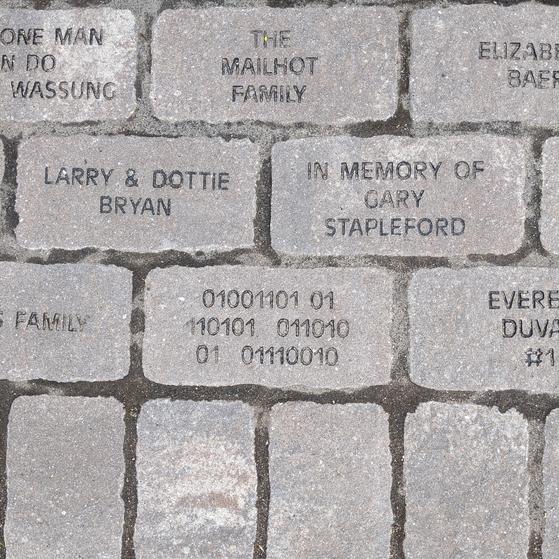 ONE MAN
N DO
WASSUNG
THE
MAILHOT
FAMILY
ELIZABE
BAER
LARRY & DOTTIE
BRYAN
IN MEMORY OF
GARY
STAPLEFORD
S FAMILY
01001101 01
110101 011010
01 01110010
EVERE
DUVA
#1